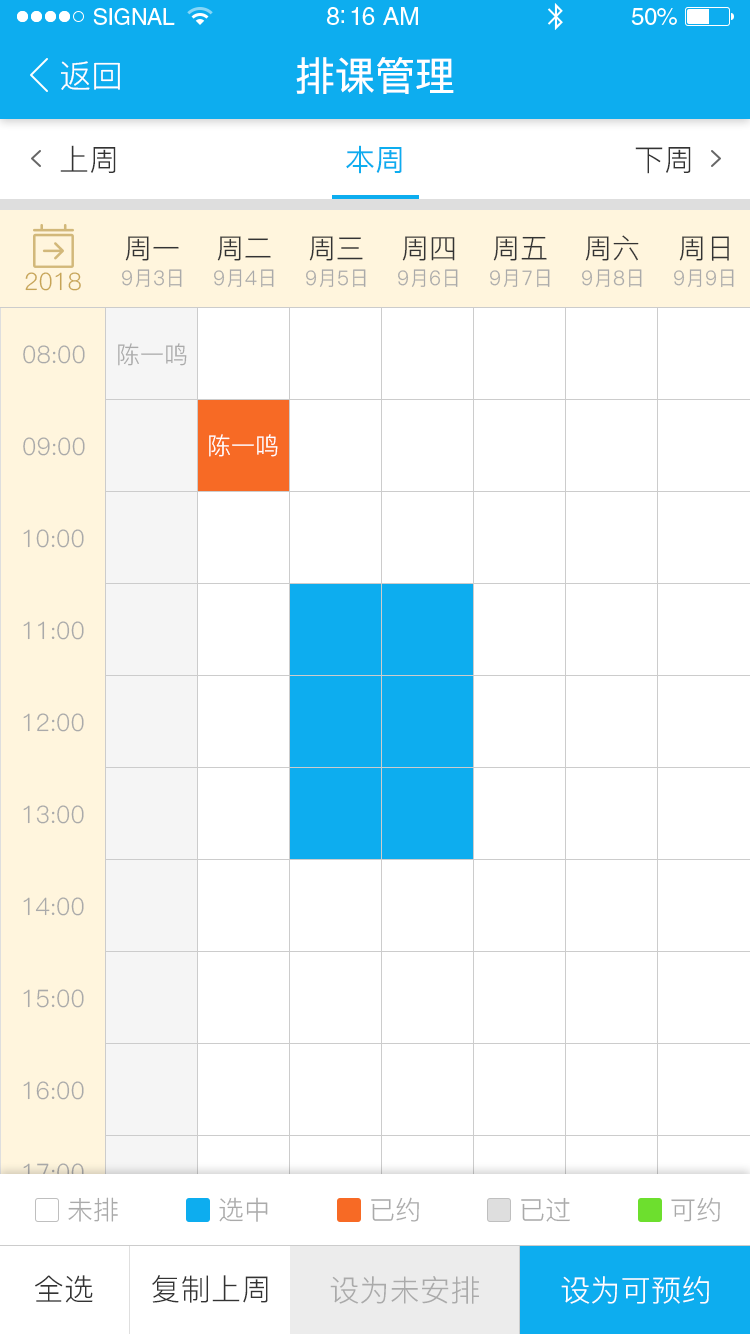 SIGNAL 8:16 AM 50%
返回 排课管理
上周 本周 下周
周一 周二 周三 周四 周五 周六 周日
2018 9月3日 9月4日 9月5日 9月6日 9月7日 9月8日 9月9日
08:00 陈一鸣
09:00 陈一鸣
10:00
11:00
12:00
13:00
14:00
15:00
16:00
17:00
未排 选中 已约 已过 可约
全选 复制上周 设为未安排 设为可预约